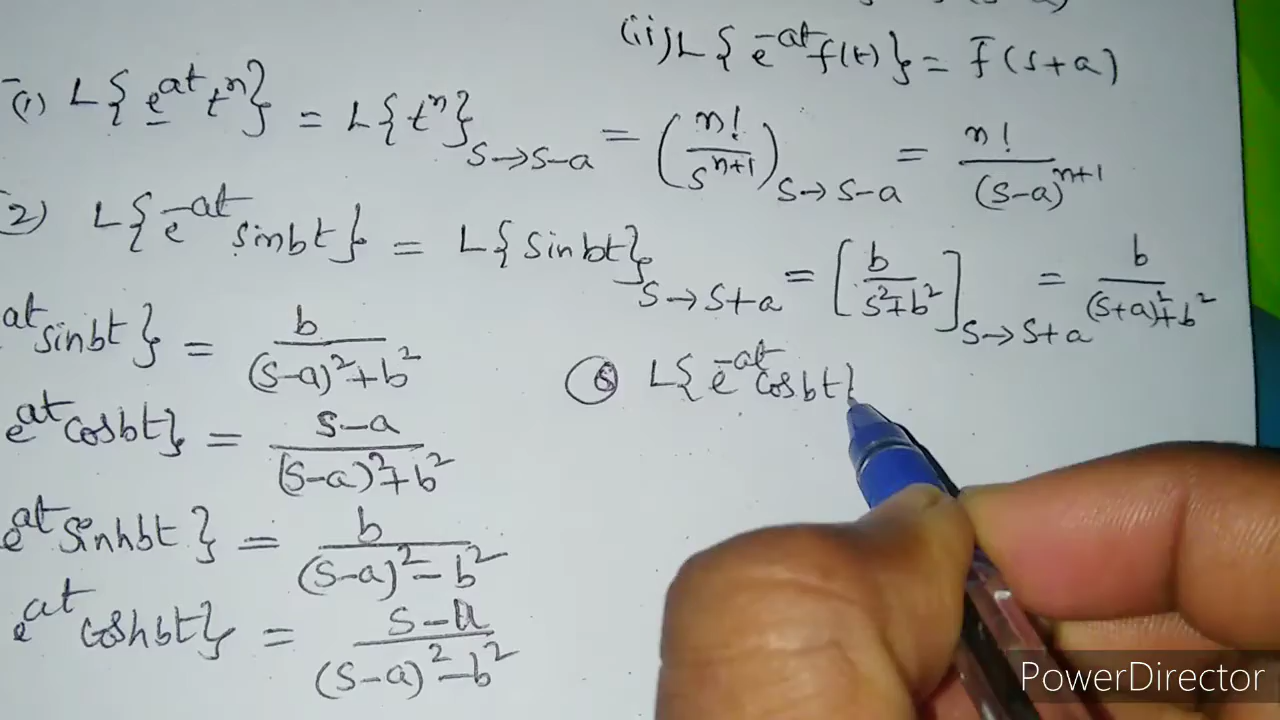 (ii) L{e^-at f(t)} = f̄(s+a)
(1) L{e^at t^n} = L{t^n} s→s-a = (n!/s^n+1) s→s-a = n!/(s-a)^n+1
2) L{e^-at sinbt} = L{sinbt} s→s+a = [b/s²+b²] s→s+a = b/(s+a)²+b²
at sinbt} = b/(s-a)²+b²
e^at cosbt} = s-a/(s-a)²+b²
e^at sinhbt} = b/(s-a)²-b²
e^at coshbt} = s-a/(s-a)²-b²
L{e^-at cosbt}
PowerDirector